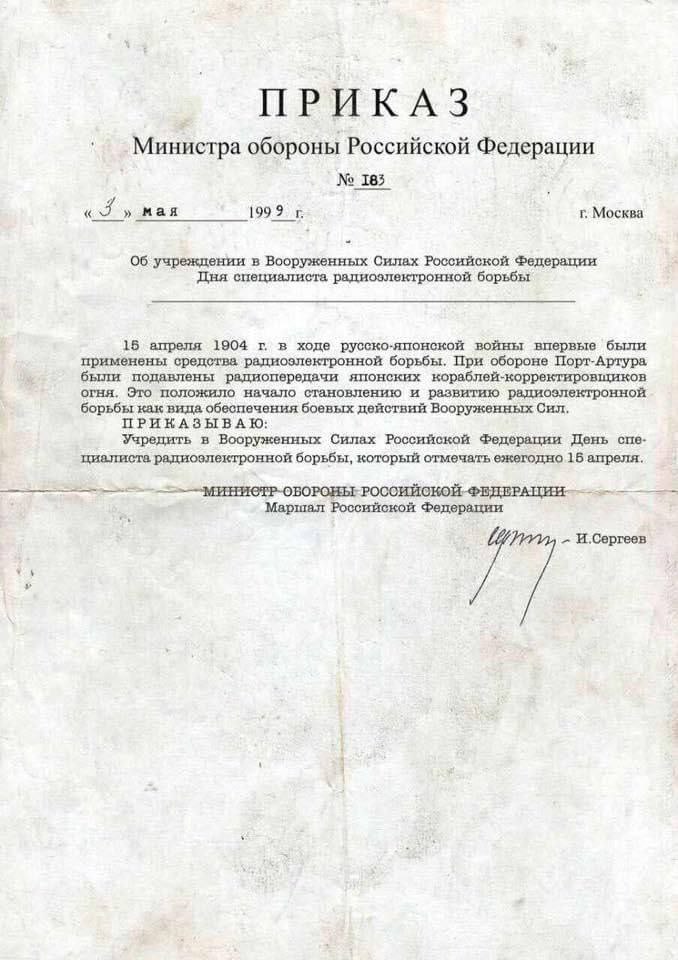 ПРИКАЗ
Министра обороны Российской Федерации
№ 183
« 3 » мая 1999 г. г. Москва
Об учреждении в Вооруженных Силах Российской Федерации
Дня специалиста радиоэлектронной борьбы
15 апреля 1904 г. в ходе русско-японской войны впервые были
применены средства радиоэлектронной борьбы. При обороне Порт-Артура
были подавлены радиопередачи японских кораблей-корректировщиков
огня. Это положило начало становлению и развитию радиоэлектронной
борьбы как вида обеспечения боевых действий Вооруженных Сил.
ПРИКАЗЫВАЮ:
Учредить в Вооруженных Силах Российской Федерации День спе-
циалиста радиоэлектронной борьбы, который отмечать ежегодно 15 апреля.
МИНИСТР ОБОРОНЫ РОССИЙСКОЙ ФЕДЕРАЦИИ
Маршал Российской Федерации
И.Сергеев